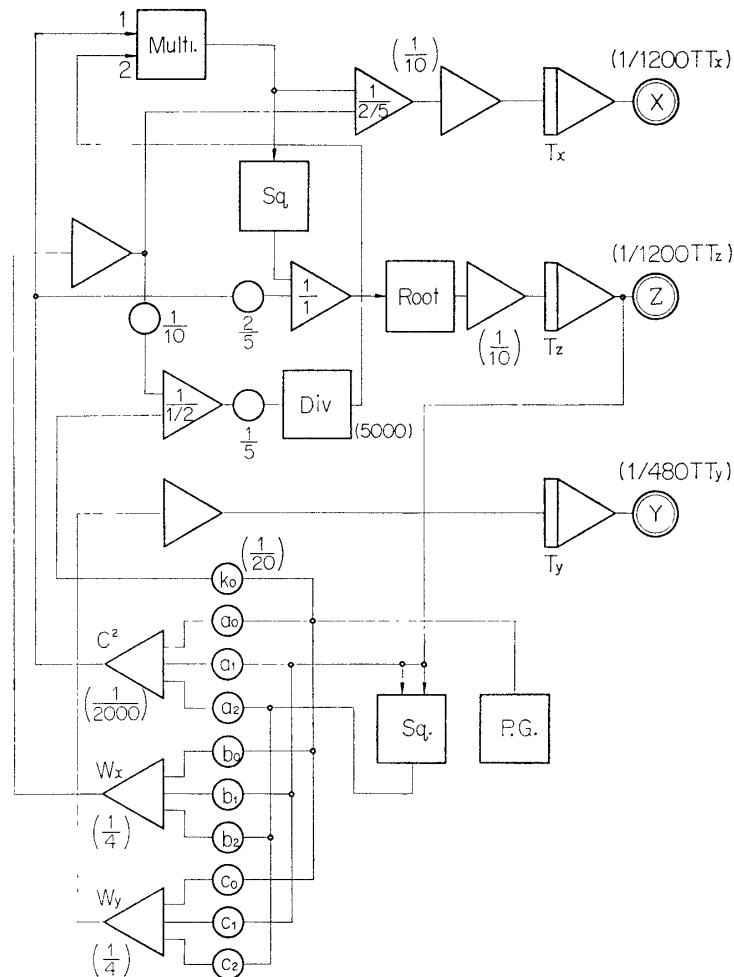 1
Multi.
2
(1/10)
(1/1200TTx)
1
2/5
X
Tx
Sq
(1/1200TTz)
1
1
Root
Z
1/10
2/5
(1/10)
Tz
1
1/2
1/5
Div
(5000)
(1/480TTy)
Y
Ty
k₀
(1/20)
a₀
C²
a₁
(1/2000)
a₂
Sq.
P.G.
b₀
Wx
b₁
(1/4)
b₂
c₀
Wy
c₁
(1/4)
c₂